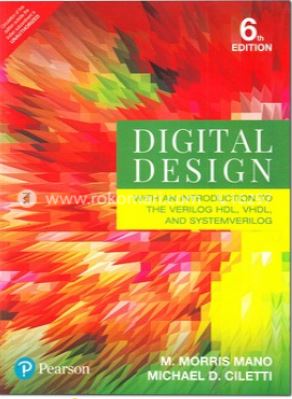 6th
EDITION
DIGITAL
DESIGN
WITH AN INTRODUCTION TO
THE VERILOG HDL, VHDL,
AND SYSTEMVERILOG
M. MORRIS MANO
MICHAEL D. CILETTI
Pearson